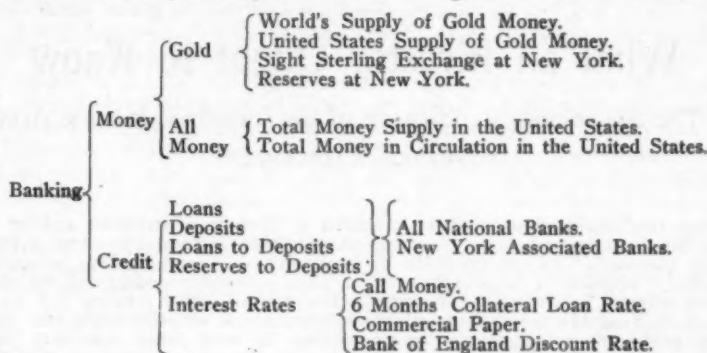 World's Supply of Gold Money.
Gold United States Supply of Gold Money.
Sight Sterling Exchange at New York.
Reserves at New York.
Money
All Total Money Supply in the United States.
Money Total Money in Circulation in the United States.
Banking
Loans
Deposits All National Banks.
Loans to Deposits New York Associated Banks.
Credit
Reserves to Deposits
Call Money.
Interest Rates 6 Months Collateral Loan Rate.
Commercial Paper.
Bank of England Discount Rate.